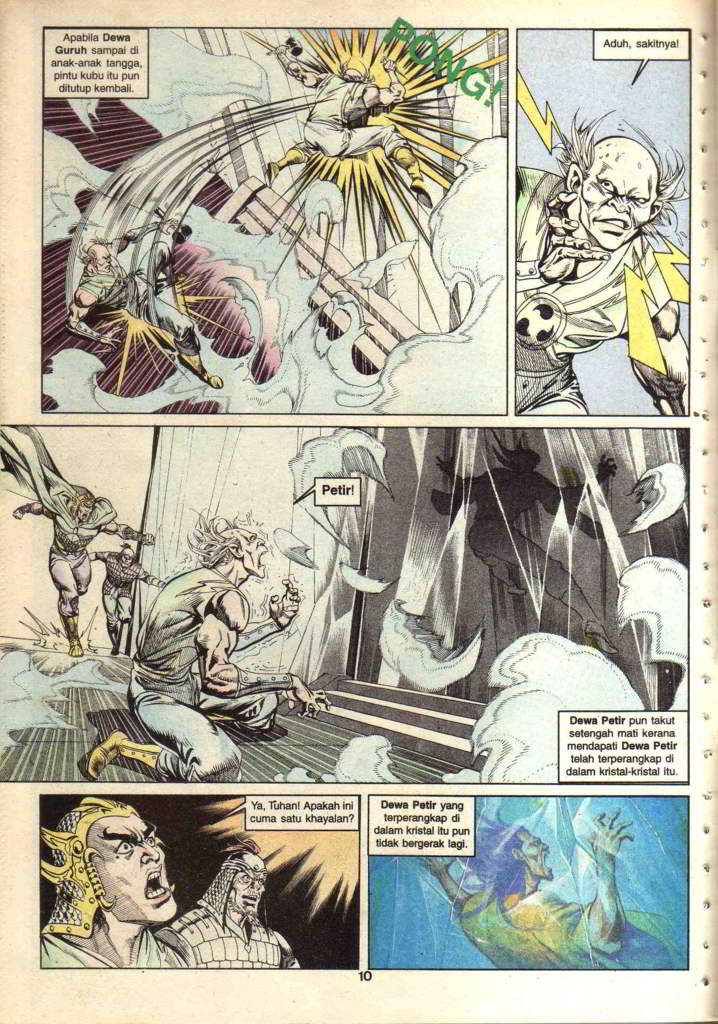 Apabila Dewa
Guruh sampai di
anak-anak tangga,
pintu kubu itu pun
ditutup kembali.
PONG!
Aduh, sakitnya!
Petir!
Dewa Petir pun takut
setengah mati kerana
mendapati Dewa Petir
telah terperangkap di
dalam kristal-kristal itu.
Ya, Tuhan! Apakah ini
cuma satu khayalan?
Dewa Petir yang
terperangkap di
dalam kristal itu pun
tidak bergerak lagi.
10